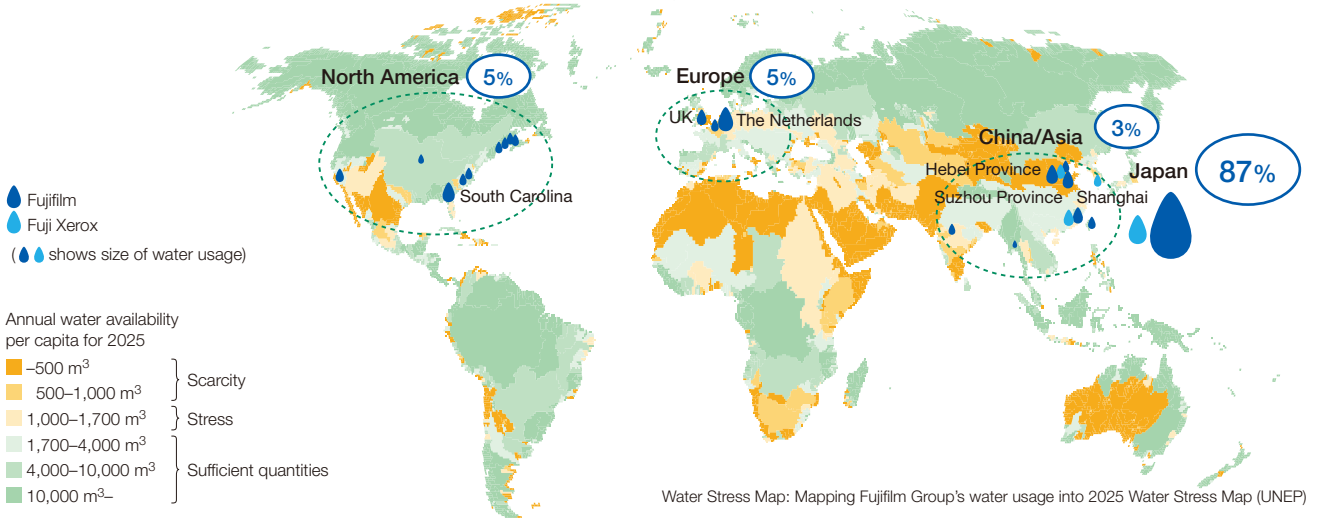 North America
5%
Europe
5%
UK
The Netherlands
China/Asia
3%
Hebei Province
Japan
87%
Suzhou Province
Shanghai
South Carolina
Fujifilm
Fuji Xerox
( shows size of water usage)
Annual water availability
per capita for 2025
–500 m³
500–1,000 m³
Scarcity
1,000–1,700 m³
Stress
1,700–4,000 m³
4,000–10,000 m³
Sufficient quantities
10,000 m³–
Water Stress Map: Mapping Fujifilm Group's water usage into 2025 Water Stress Map (UNEP)